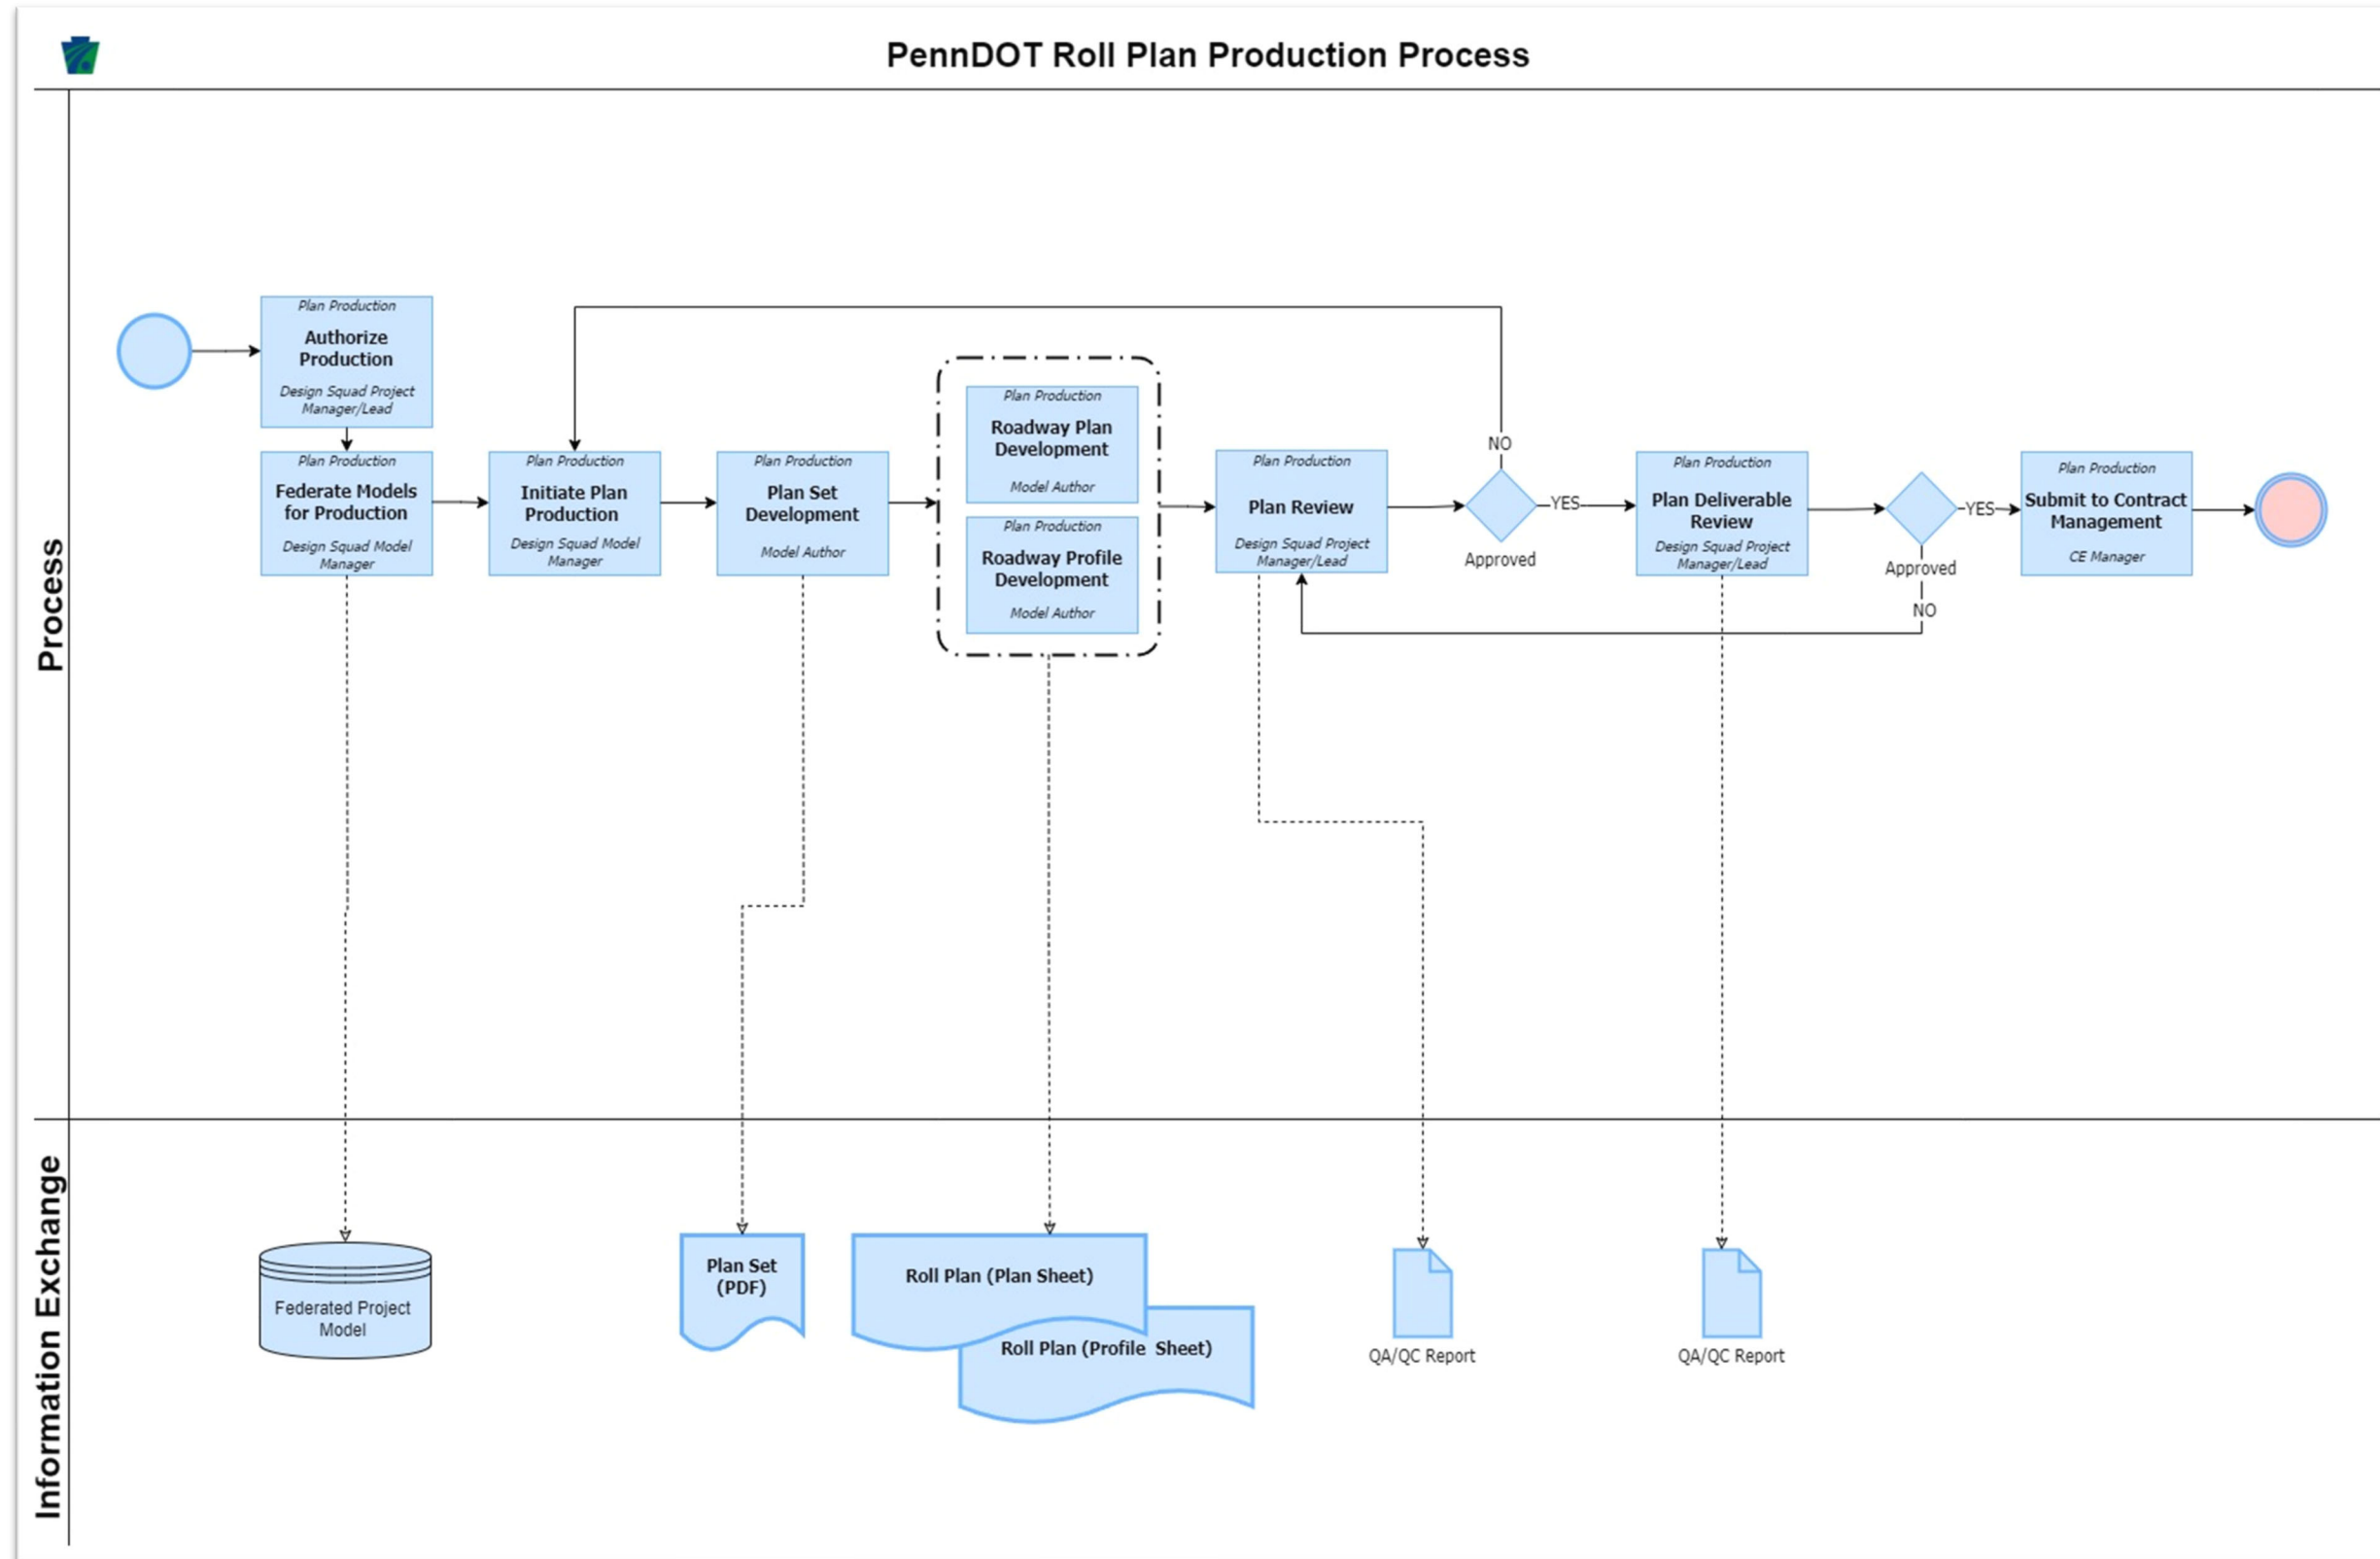 PennDOT Roll Plan Production Process
Process
Plan Production
Authorize
Production
Design Squad Project
Manager/Lead
Plan Production
Federate Models
for Production
Design Squad Model
Manager
Plan Production
Initiate Plan
Production
Design Squad Model
Manager
Plan Production
Plan Set
Development
Model Author
Plan Production
Roadway Plan
Development
Model Author
Plan Production
Roadway Profile
Development
Model Author
Plan Production
Plan Review
Design Squad Project
Manager/Lead
NO
YES
Approved
Plan Production
Plan Deliverable
Review
Design Squad Project
Manager/Lead
YES
Approved
NO
Plan Production
Submit to Contract
Management
CE Manager
Information Exchange
Federated Project
Model
Plan Set
(PDF)
Roll Plan (Plan Sheet)
Roll Plan (Profile  Sheet)
QA/QC Report
QA/QC Report